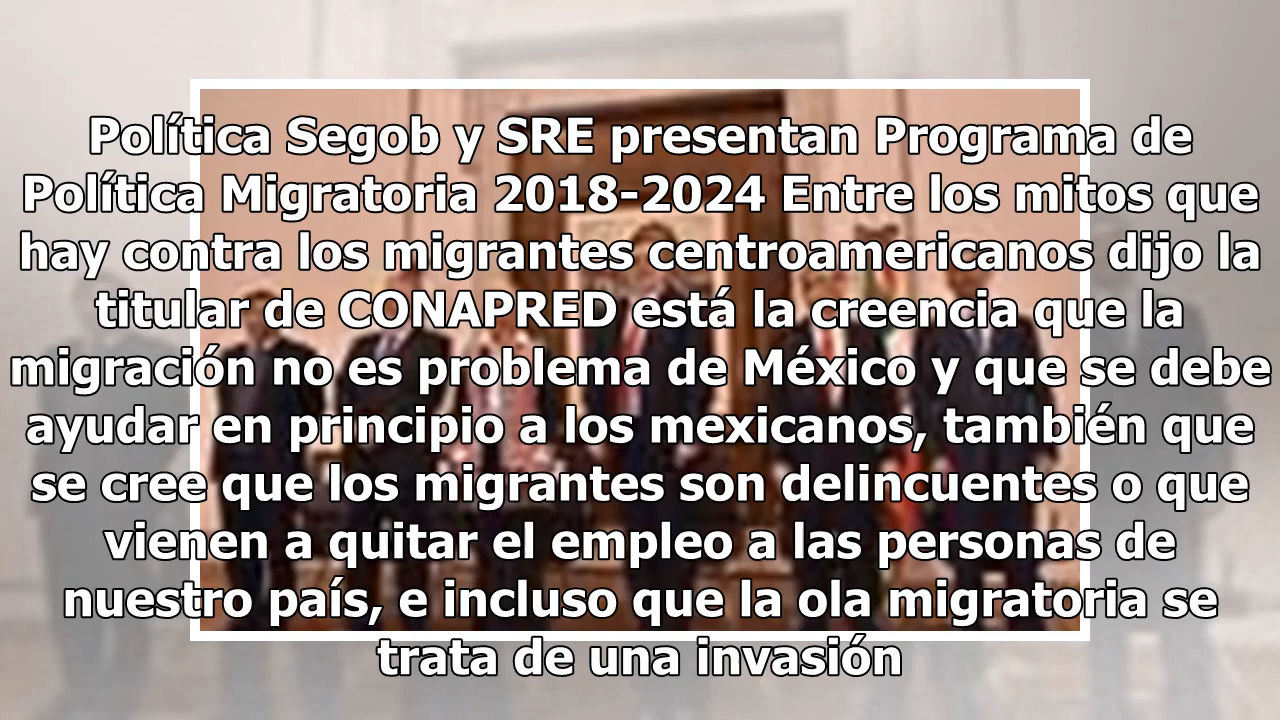 Política Segob y SRE presentan Programa de
Política Migratoria 2018-2024 Entre los mitos que
hay contra los migrantes centroamericanos dijo la
titular de CONAPRED está la creencia que la
migración no es problema de México y que se debe
ayudar en principio a los mexicanos, también que
se cree que los migrantes son delincuentes o que
vienen a quitar el empleo a las personas de
nuestro país, e incluso que la ola migratoria se
trata de una invasión